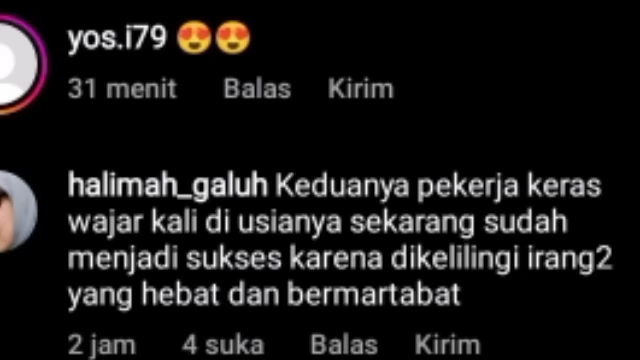 yos.i79 😍😍
31 menit Balas Kirim
halimah_galuh Keduanya pekerja keras
wajar kali di usianya sekarang sudah
menjadi sukses karena dikelilingi irang2
yang hebat dan bermartabat
2 jam 4 suka Balas Kirim